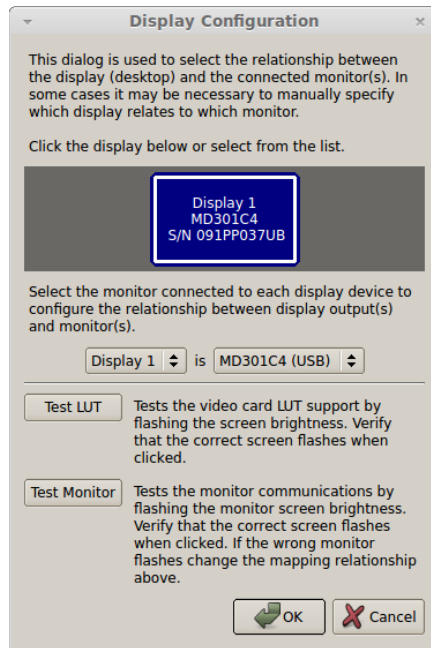 Display Configuration
This dialog is used to select the relationship between
the display (desktop) and the connected monitor(s). In
some cases it may be necessary to manually specify
which display relates to which monitor.
Click the display below or select from the list.
Display 1
MD301C4
S/N 091PP037UB
Select the monitor connected to each display device to
configure the relationship between display output(s)
and monitor(s).
Display 1 is MD301C4 (USB)
Test LUT
Tests the video card LUT support by
flashing the screen brightness. Verify
that the correct screen flashes when
clicked.
Test Monitor
Tests the monitor communications by
flashing the monitor screen brightness.
Verify that the correct screen flashes
when clicked. If the wrong monitor
flashes change the mapping relationship
above.
OK Cancel